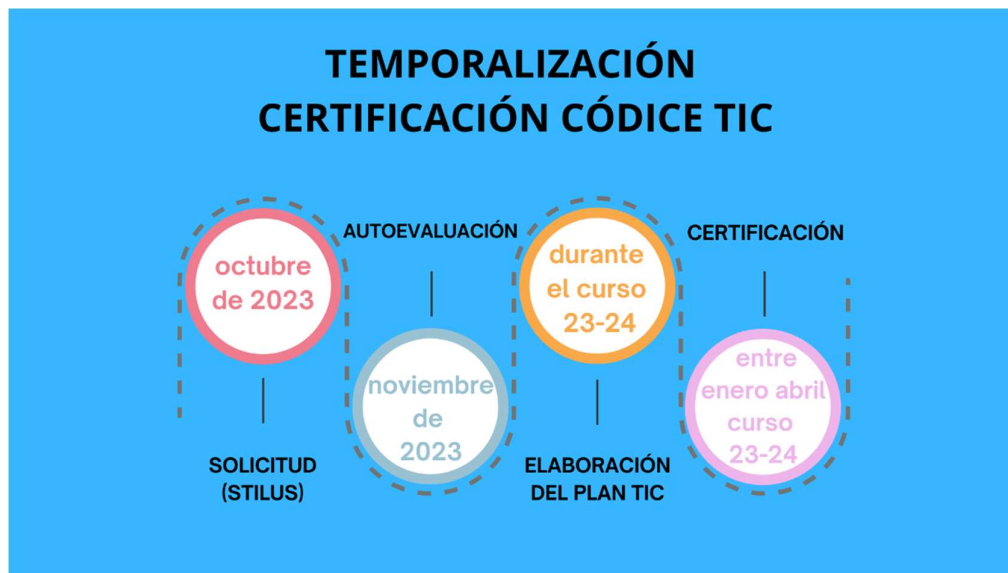 TEMPORALIZACIÓN
CERTIFICACIÓN CÓDICE TIC
octubre
de 2023
SOLICITUD
(STILUS)
AUTOEVALUACIÓN
noviembre
de
2023
durante
el curso
23-24
ELABORACIÓN
DEL PLAN TIC
CERTIFICACIÓN
entre
enero abril
curso
23-24